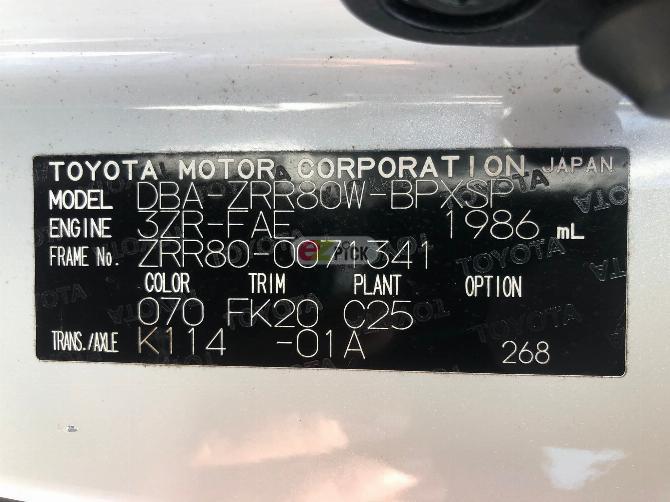 TOYOTA MOTOR CORPORATION JAPAN
MODEL DBA-ZRR80W-BPXSP
ENGINE 3ZR-FAE 1986 mL
FRAME NO. ZRR80-0071341
COLOR TRIM PLANT OPTION
070 FK20 C25
TRANS./AXLE K114 -01A 268